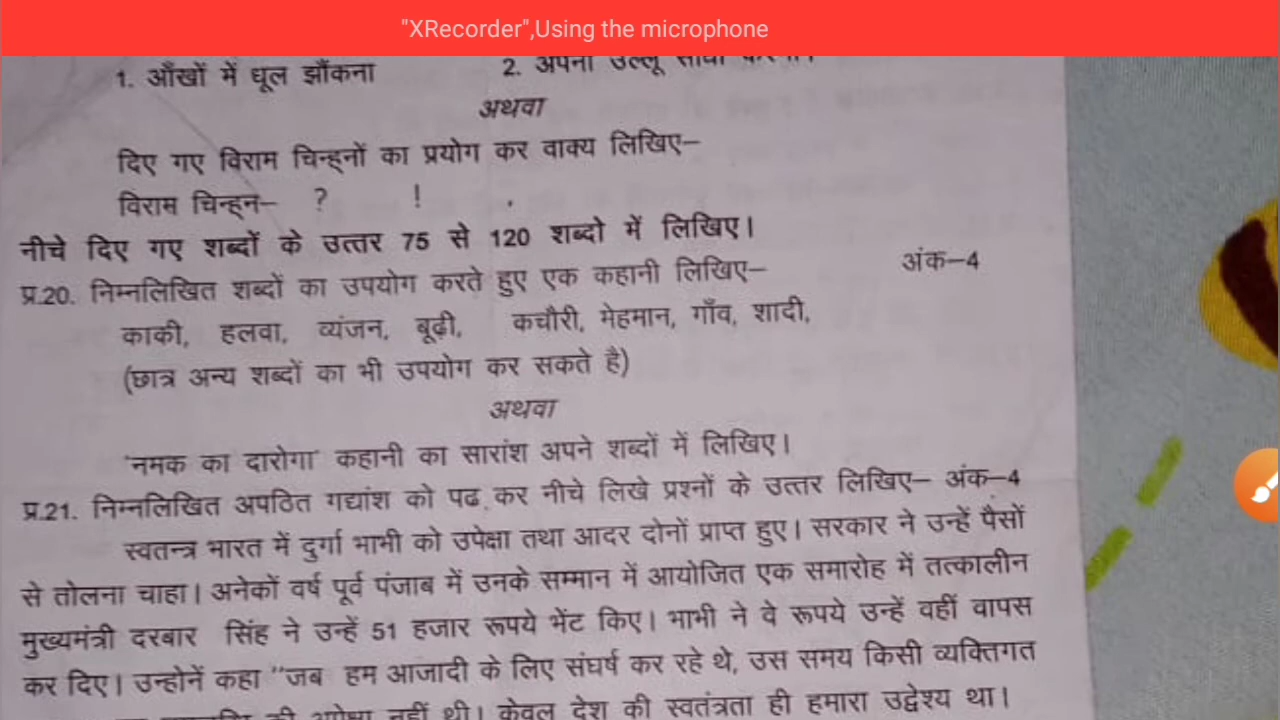 "XRecorder",Using the microphone
1. आँखों में धूल झौंकना 2. अपना उल्लू
अथवा
दिए गए विराम चिन्ह्नों का प्रयोग कर वाक्य लिखिए–
विराम चिन्ह्न– ? ! .
नीचे दिए गए शब्दों के उत्तर 75 से 120 शब्दो में लिखिए।
प्र.20. निम्नलिखित शब्दों का उपयोग करते हुए एक कहानी लिखिए– अंक–4
काकी, हलवा, व्यंजन, बूढ़ी, कचौरी, मेहमान, गाँव, शादी,
(छात्र अन्य शब्दों का भी उपयोग कर सकते है)
अथवा
'नमक का दारोगा' कहानी का सारांश अपने शब्दों में लिखिए।
प्र.21. निम्नलिखित अपठित गद्यांश को पढ़ कर नीचे लिखे प्रश्नों के उत्तर लिखिए– अंक–4
स्वतन्त्र भारत में दुर्गा भाभी को उपेक्षा तथा आदर दोनों प्राप्त हुए। सरकार ने उन्हें पैसों
से तोलना चाहा। अनेकों वर्ष पूर्व पंजाब में उनके सम्मान में आयोजित एक समारोह में तत्कालीन
मुख्यमंत्री दरबार सिंह ने उन्हें 51 हजार रूपये भेंट किए। भाभी ने वे रूपये उन्हें वहीं वापस
कर दिए। उन्होनें कहा "जब हम आजादी के लिए संघर्ष कर रहे थे, उस समय किसी व्यक्तिगत
की अपेक्षा नहीं थी। केवल देश की स्वतंत्रता ही हमारा उद्वेश्य था।